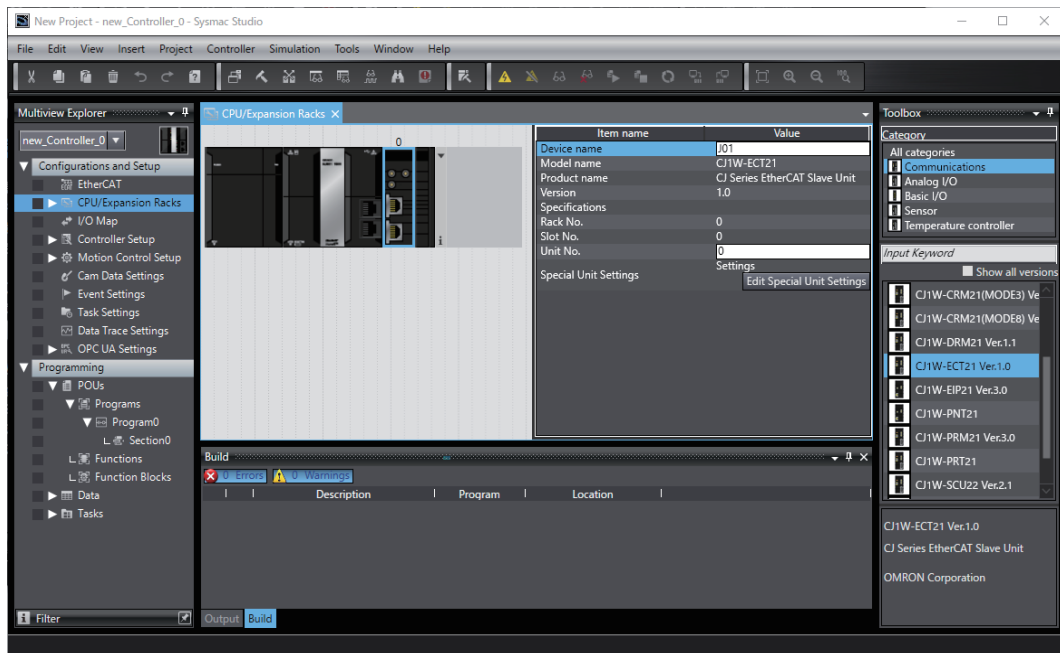 New Project - new_Controller_0 - Sysmac Studio
File Edit View Insert Project Controller Simulation Tools Window Help
Multiview Explorer
new_Controller_0
Configurations and Setup
EtherCAT
CPU/Expansion Racks
I/O Map
Controller Setup
Motion Control Setup
Cam Data Settings
Event Settings
Task Settings
Data Trace Settings
OPC UA Settings
Programming
POUs
Programs
Program0
Section0
Functions
Function Blocks
Data
Tasks
Filter
CPU/Expansion Racks
0
Item name Value
Device name J01
Model name CJ1W-ECT21
Product name CJ Series EtherCAT Slave Unit
Version 1.0
Specifications
Rack No. 0
Slot No. 0
Unit No. 0
Special Unit Settings Settings
Edit Special Unit Settings
Build
0 Errors 0 Warnings
Description Program Location
Output Build
Toolbox
Category
All categories
Communications
Analog I/O
Basic I/O
Sensor
Temperature controller
Input Keyword
Show all versions
CJ1W-CRM21(MODE3) Ve
CJ1W-CRM21(MODE8) Ve
CJ1W-DRM21 Ver.1.1
CJ1W-ECT21 Ver.1.0
CJ1W-EIP21 Ver.3.0
CJ1W-PNT21
CJ1W-PRM21 Ver.3.0
CJ1W-PRT21
CJ1W-SCU22 Ver.2.1
CJ1W-ECT21 Ver.1.0
CJ Series EtherCAT Slave Unit
OMRON Corporation